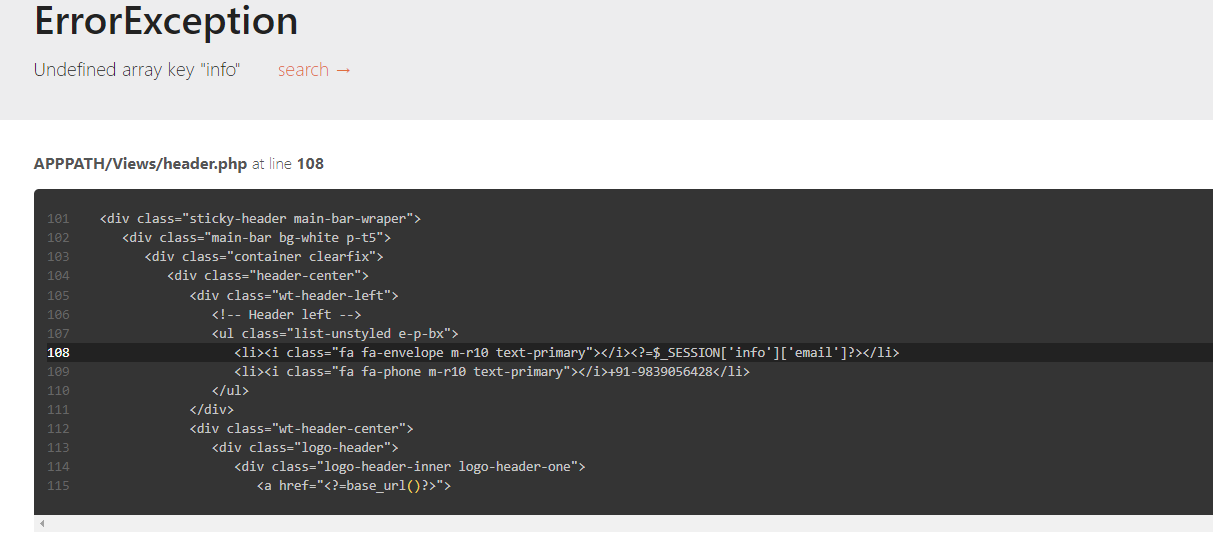 ErrorException
Undefined array key "info" search →
APPPATH/Views/header.php at line 108
101 <div class="sticky-header main-bar-wraper">
102 <div class="main-bar bg-white p-t5">
103 <div class="container clearfix">
104 <div class="header-center">
105 <div class="wt-header-left">
106 <!-- Header left -->
107 <ul class="list-unstyled e-p-bx">
108 <li><i class="fa fa-envelope m-r10 text-primary"></i><?=$_SESSION['info']['email']?></li>
109 <li><i class="fa fa-phone m-r10 text-primary"></i>+91-9839056428</li>
110 </ul>
111 </div>
112 <div class="wt-header-center">
113 <div class="logo-header">
114 <div class="logo-header-inner logo-header-one">
115 <a href="<?=base_url()?>">